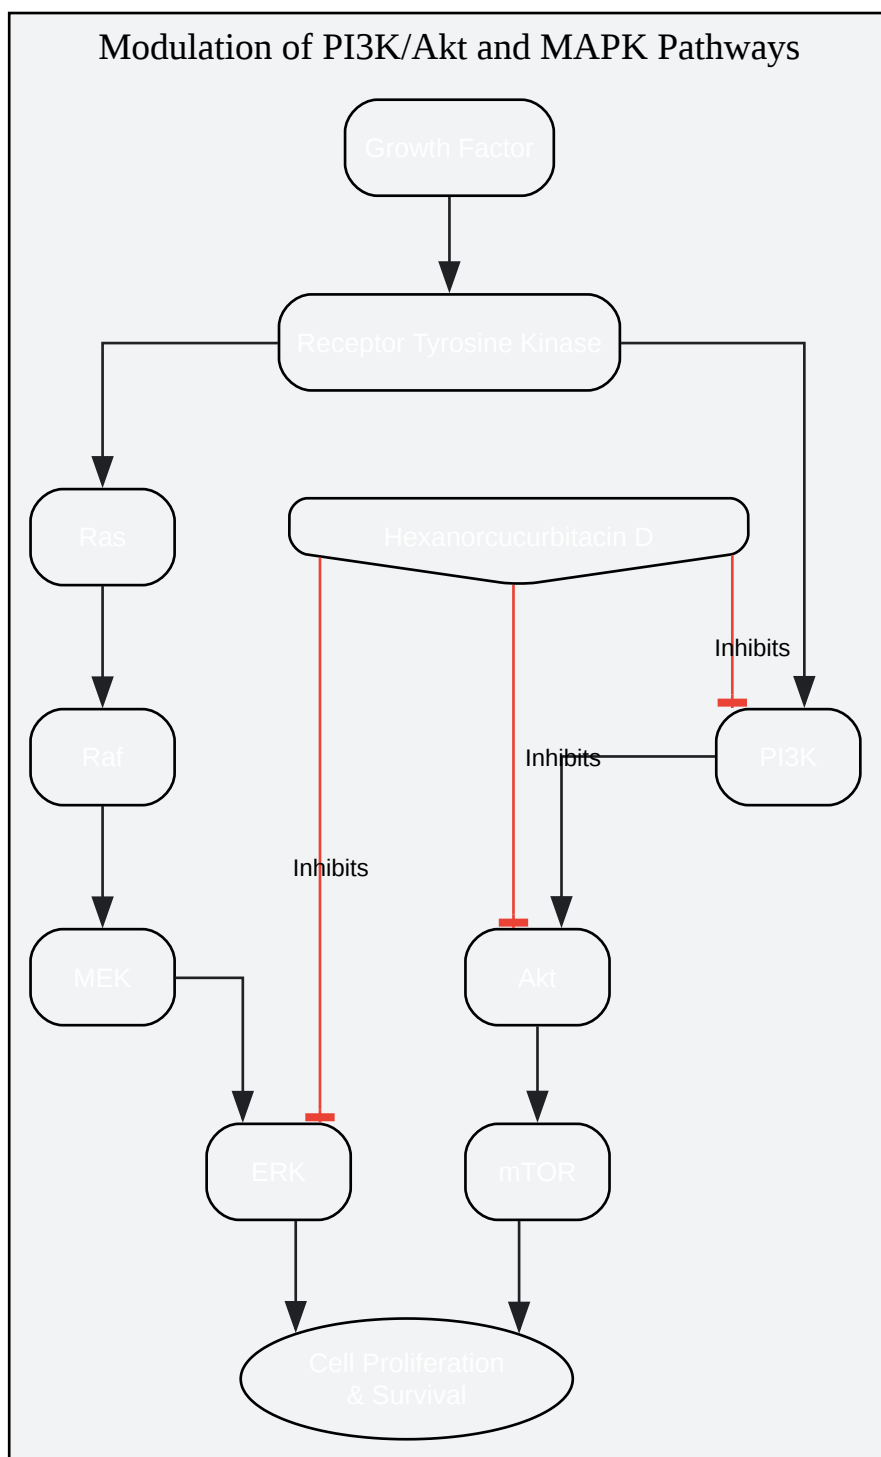 Modulation of PI3K/Akt and MAPK Pathways
Growth Factor
Receptor Tyrosine Kinase
Ras
Hexanorcucurbitacin D
Inhibits
Raf
Inhibits
PI3K
Inhibits
MEK
Akt
ERK
mTOR
Cell Proliferation
& Survival